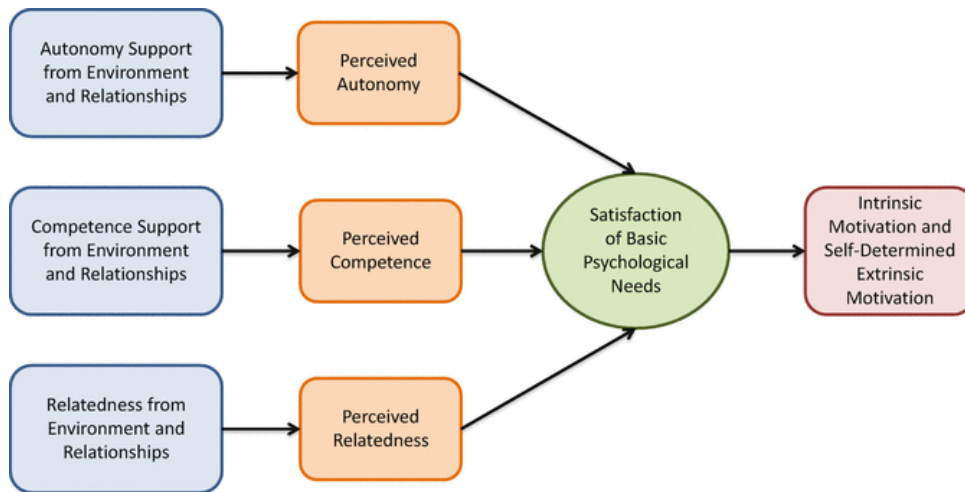 Autonomy Support
from Environment
and Relationships
Perceived
Autonomy
Competence Support
from Environment
and Relationships
Perceived
Competence
Satisfaction
of Basic
Psychological
Needs
Intrinsic
Motivation and
Self-Determined
Extrinsic
Motivation
Relatedness from
Environment and
Relationships
Perceived
Relatedness